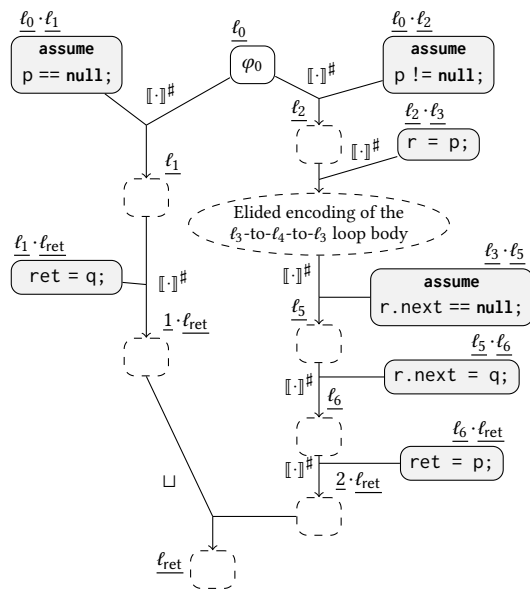 ℓ0 · ℓ1
assume
p == null;
ℓ0
φ0
ℓ0 · ℓ2
assume
p != null;
⟦·⟧♯
⟦·⟧♯
ℓ2
ℓ2 · ℓ3
r = p;
⟦·⟧♯
ℓ1
Elided encoding of the
ℓ3-to-ℓ4-to-ℓ3 loop body
ℓ1 · ℓret
ret = q;
⟦·⟧♯
⟦·⟧♯
ℓ3 · ℓ5
assume
r.next == null;
ℓ5
1 · ℓret
ℓ5 · ℓ6
r.next = q;
⟦·⟧♯
ℓ6
ℓ6 · ℓret
ret = p;
⟦·⟧♯
2 · ℓret
⊔
ℓret